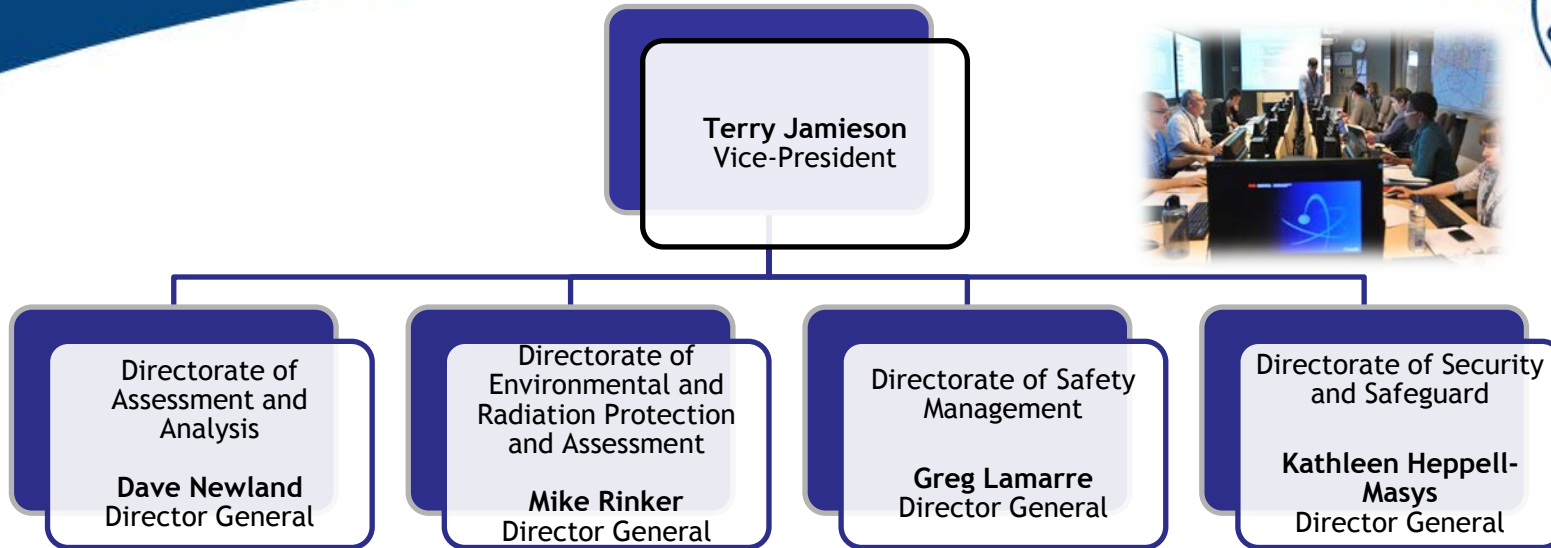 Terry Jamieson
Vice-President
Directorate of
Assessment and
Analysis
Dave Newland
Director General
Directorate of
Environmental and
Radiation Protection
and Assessment
Mike Rinker
Director General
Directorate of Safety
Management
Greg Lamarre
Director General
Directorate of Security
and Safeguard
Kathleen Heppell-
Masys
Director General